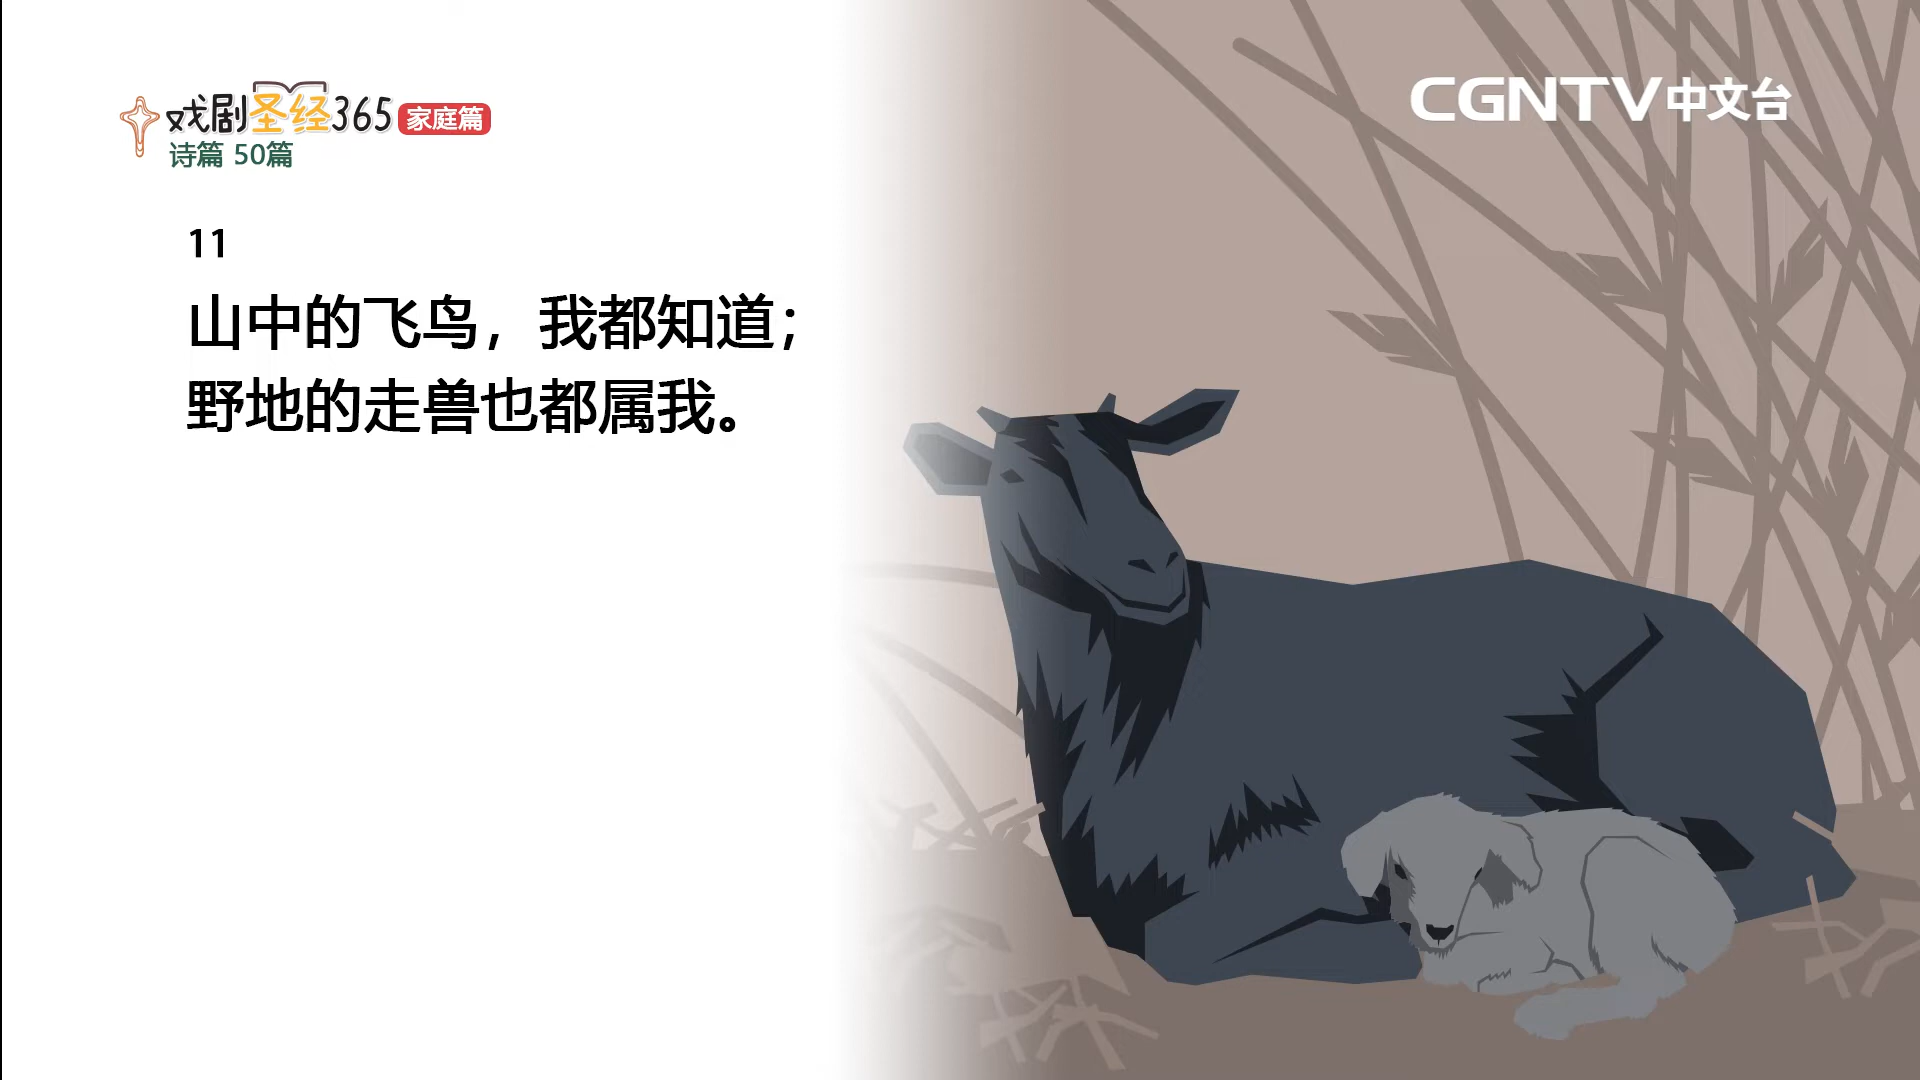 戏剧圣经365 家庭篇
诗篇 50篇
CGNTV中文台
11
山中的飞鸟，我都知道；
野地的走兽也都属我。